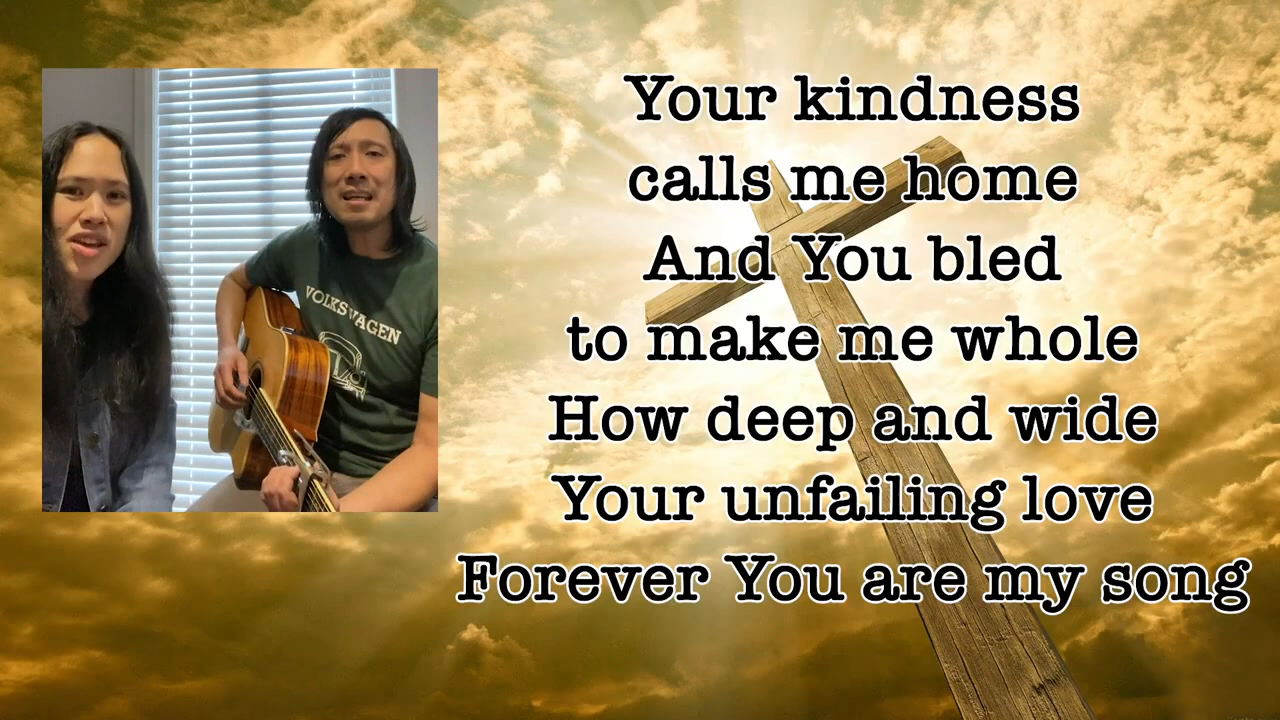 VOLKSWAGEN
Your kindness
calls me home
And You bled
to make me whole
How deep and wide
Your unfailing love
Forever You are my song